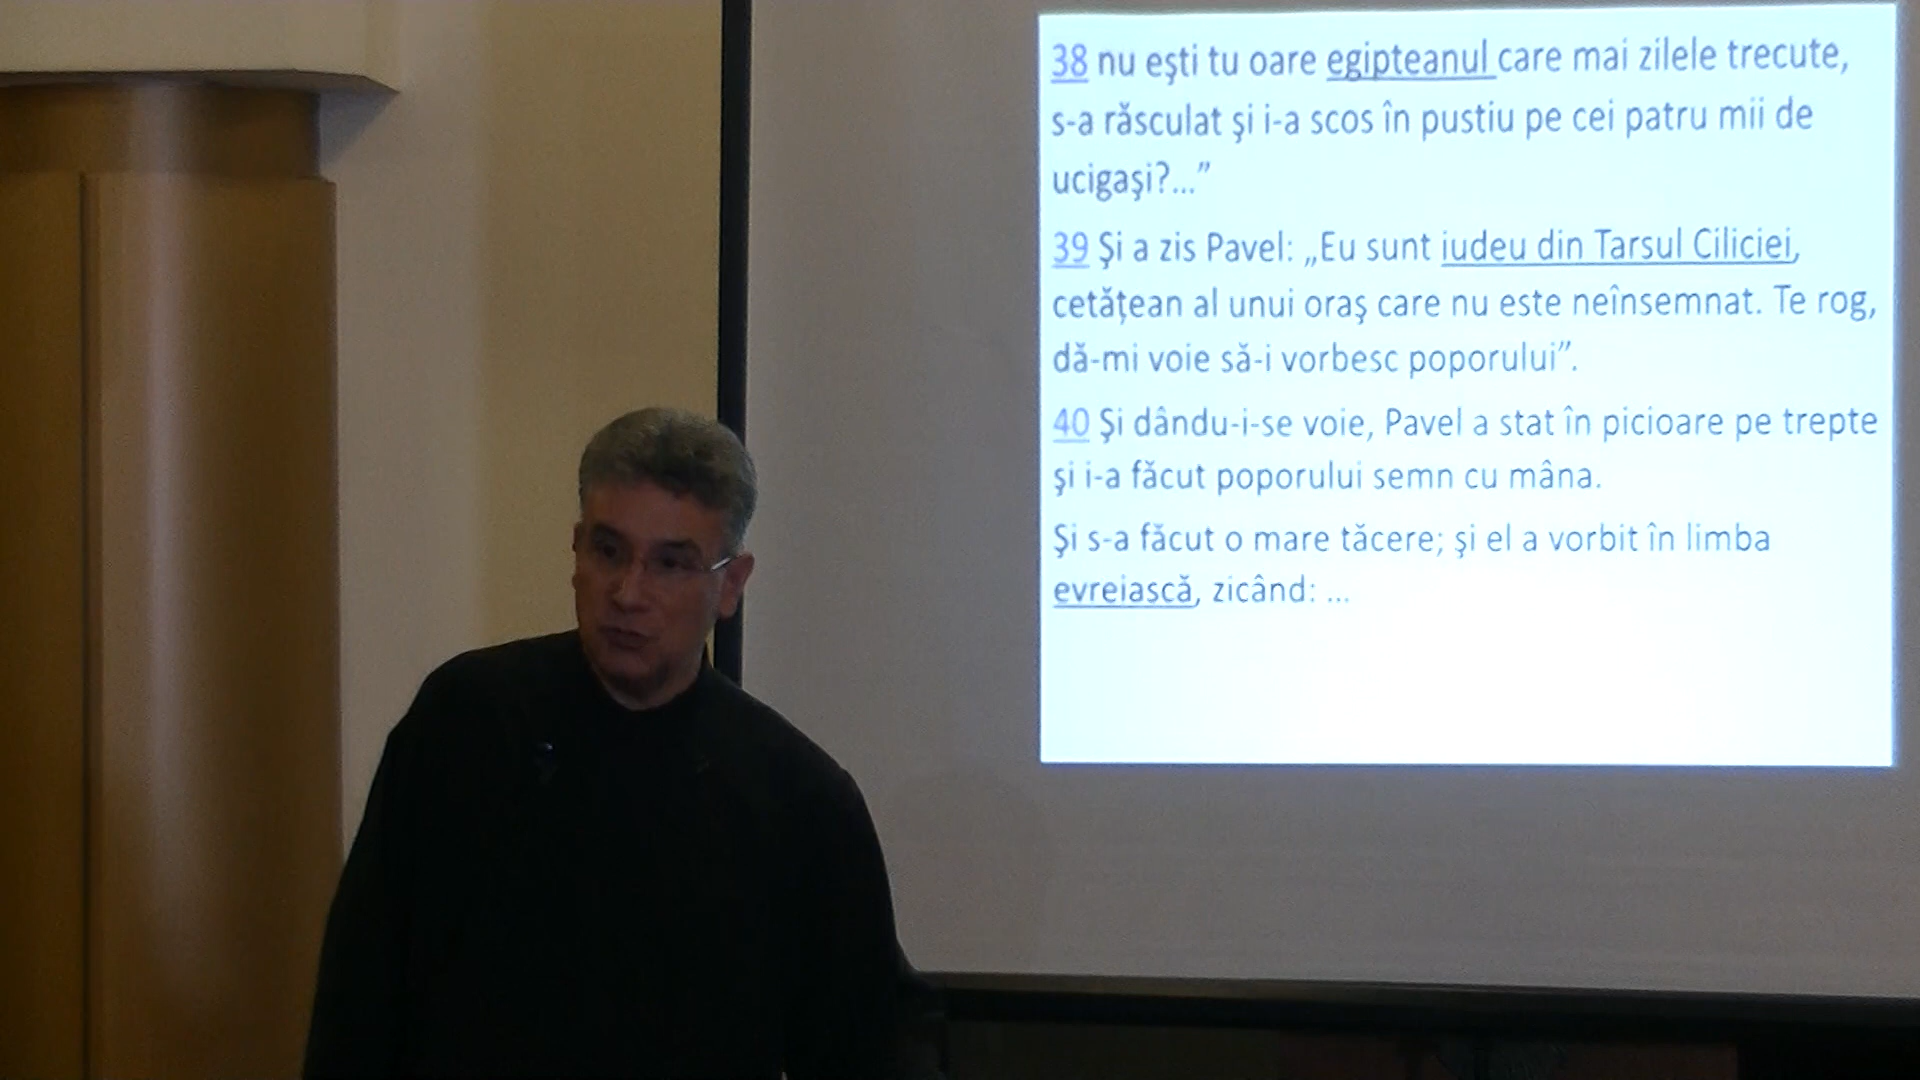 38 nu eşti tu oare egipteanul care mai zilele trecute,
s-a răsculat şi i-a scos în pustiu pe cei patru mii de
ucigaşi?...”
39 Şi a zis Pavel: „Eu sunt iudeu din Tarsul Ciliciei,
cetăţean al unui oraş care nu este neînsemnat. Te rog,
dă-mi voie să-i vorbesc poporului”.
40 Şi dându-i-se voie, Pavel a stat în picioare pe trepte
şi i-a făcut poporului semn cu mâna.
Şi s-a făcut o mare tăcere; şi el a vorbit în limba
evreiască, zicând: ...